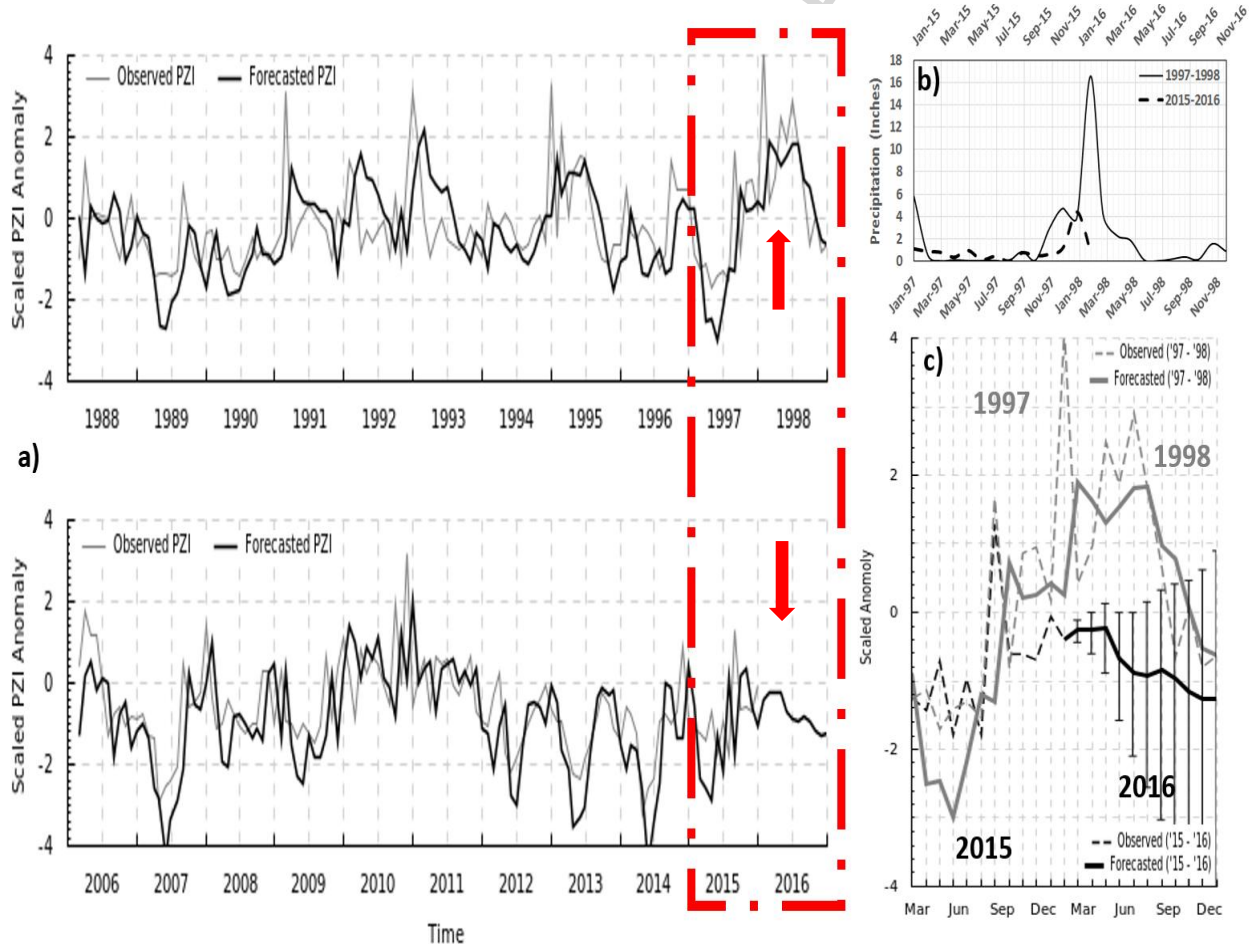 4
2
0
-2
-4
Scaled PZI Anomaly
Observed PZI
Forecasted PZI
1988 1989 1990 1991 1992 1993 1994 1995 1996 1997 1998
a)
4
2
0
-2
-4
Scaled PZI Anomaly
Observed PZI
Forecasted PZI
2006 2007 2008 2009 2010 2011 2012 2013 2014 2015 2016
Time
Jan-15 Mar-15 May-15 Jul-15 Sep-15 Nov-15 Jan-16 Mar-16 May-16 Jul-16 Sep-16 Nov-16
b)
18
16
14
12
10
8
6
4
2
0
Precipitation (Inches)
1997-1998
2015-2016
Jan-97 Mar-97 May-97 Jul-97 Sep-97 Nov-97 Jan-98 Mar-98 May-98 Jul-98 Sep-98 Nov-98
c)
4
2
0
-2
-4
Scaled Anomoly
Observed ('97 - '98)
Forecasted ('97 - '98)
1997
1998
2016
2015
Observed ('15 - '16)
Forecasted ('15 - '16)
Mar Jun Sep Dec Mar Jun Sep Dec